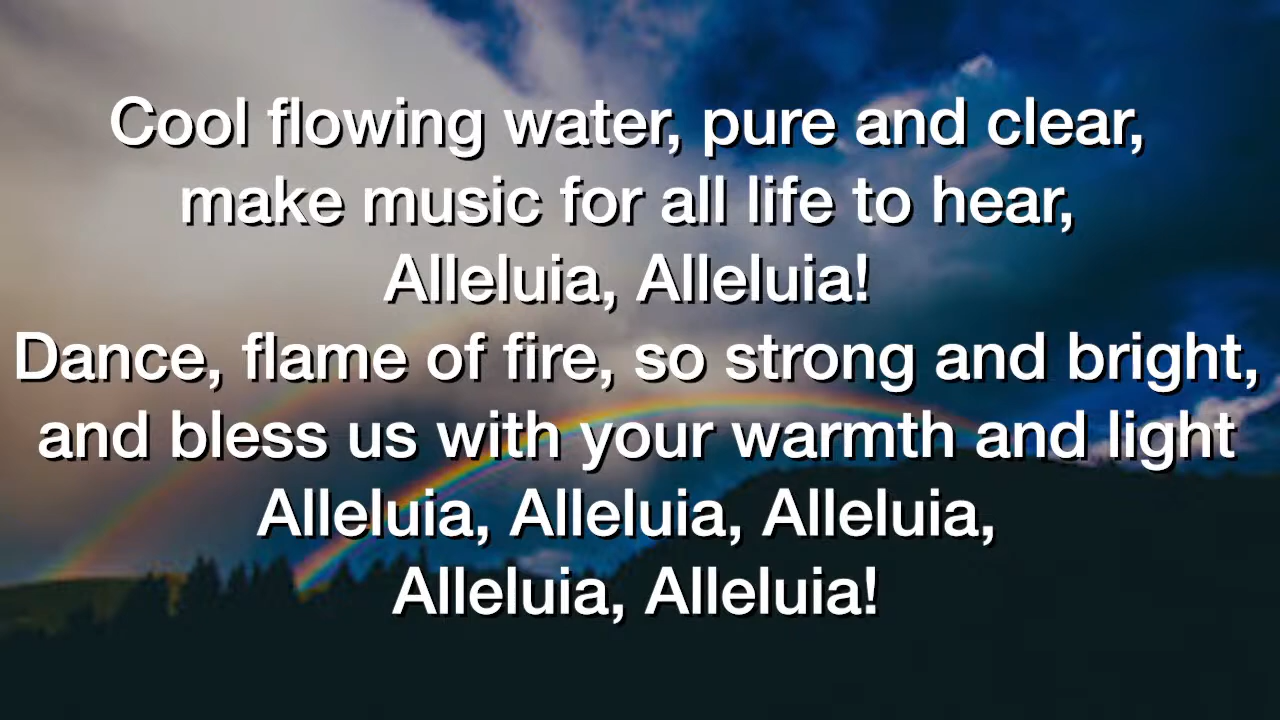 Cool flowing water, pure and clear,
make music for all life to hear,
Alleluia, Alleluia!
Dance, flame of fire, so strong and bright,
and bless us with your warmth and light
Alleluia, Alleluia, Alleluia,
Alleluia, Alleluia!